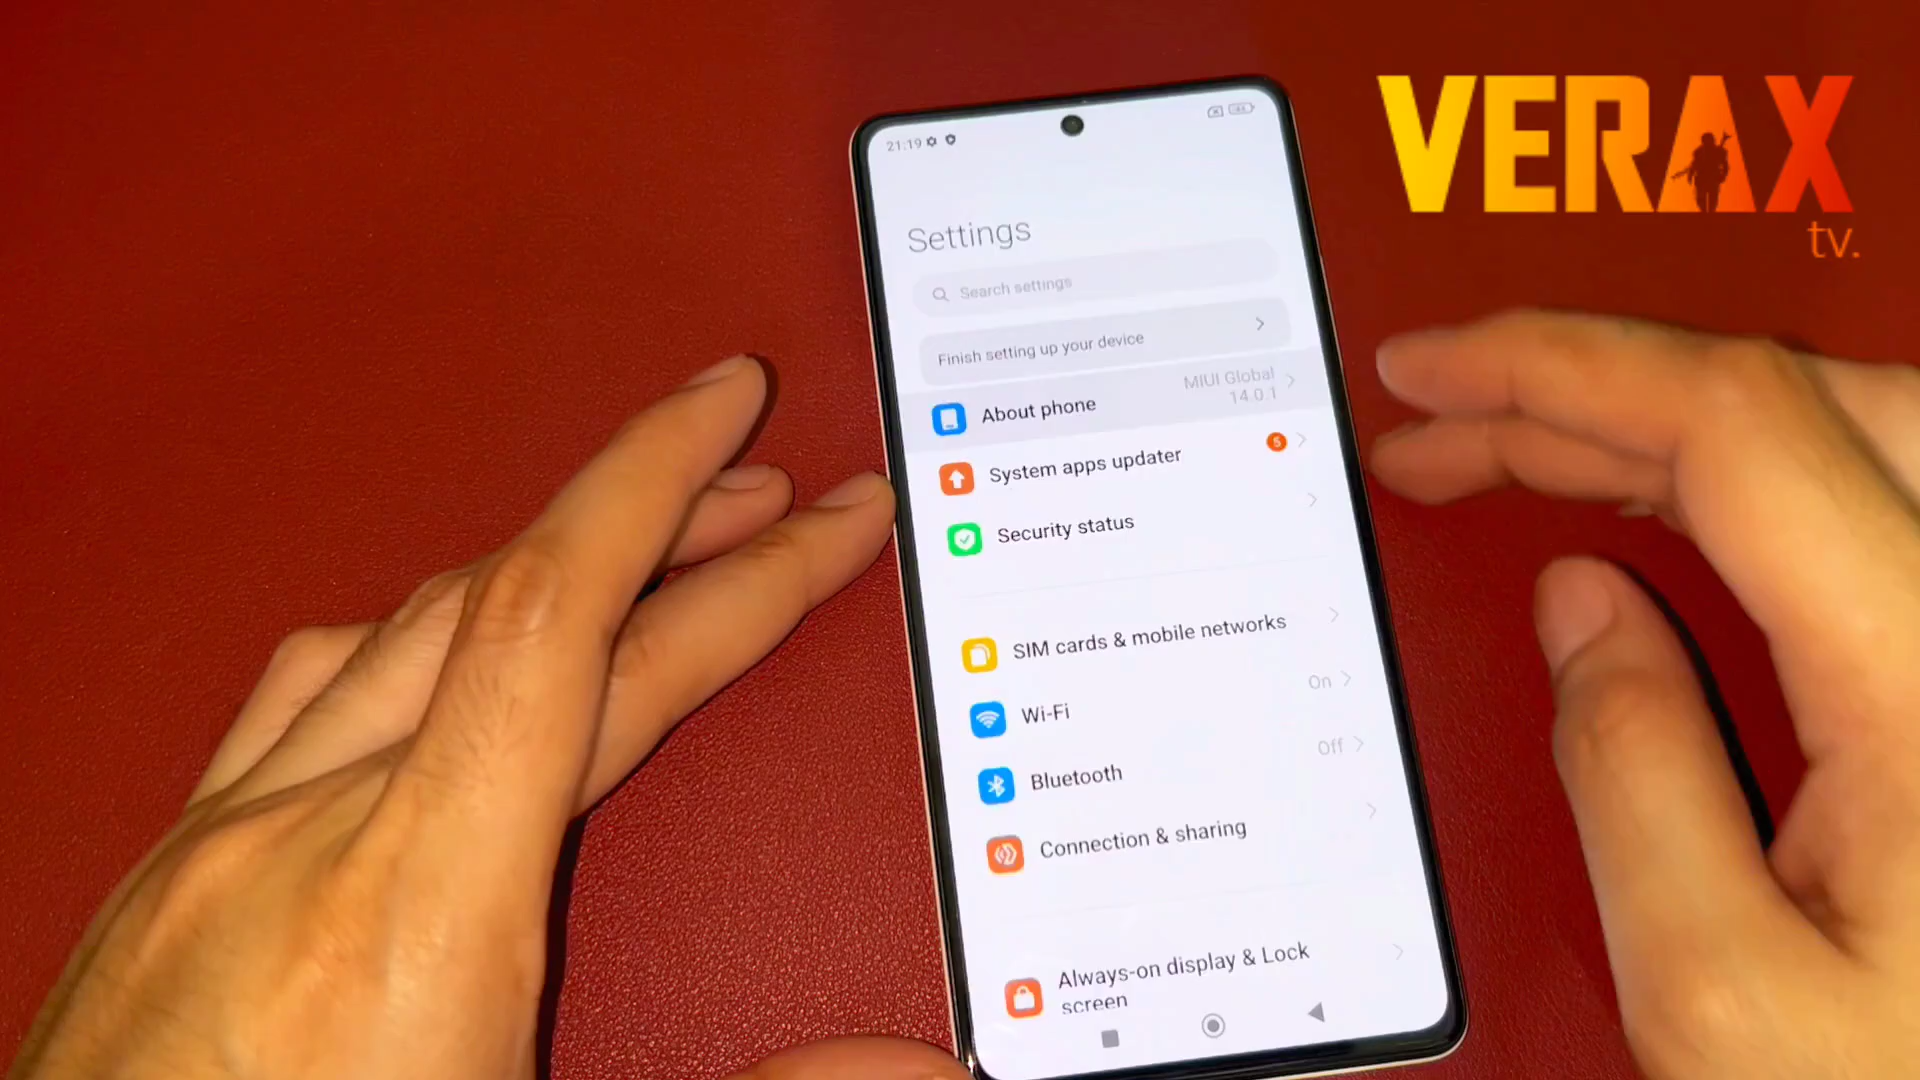 VERAX
tv.
21:19
Settings
Search settings
Finish setting up your device
About phone
MIUI Global
14.0.1
System apps updater
5
Security status
SIM cards & mobile networks
Wi-Fi
On
Bluetooth
Off
Connection & sharing
Always-on display & Lock
screen